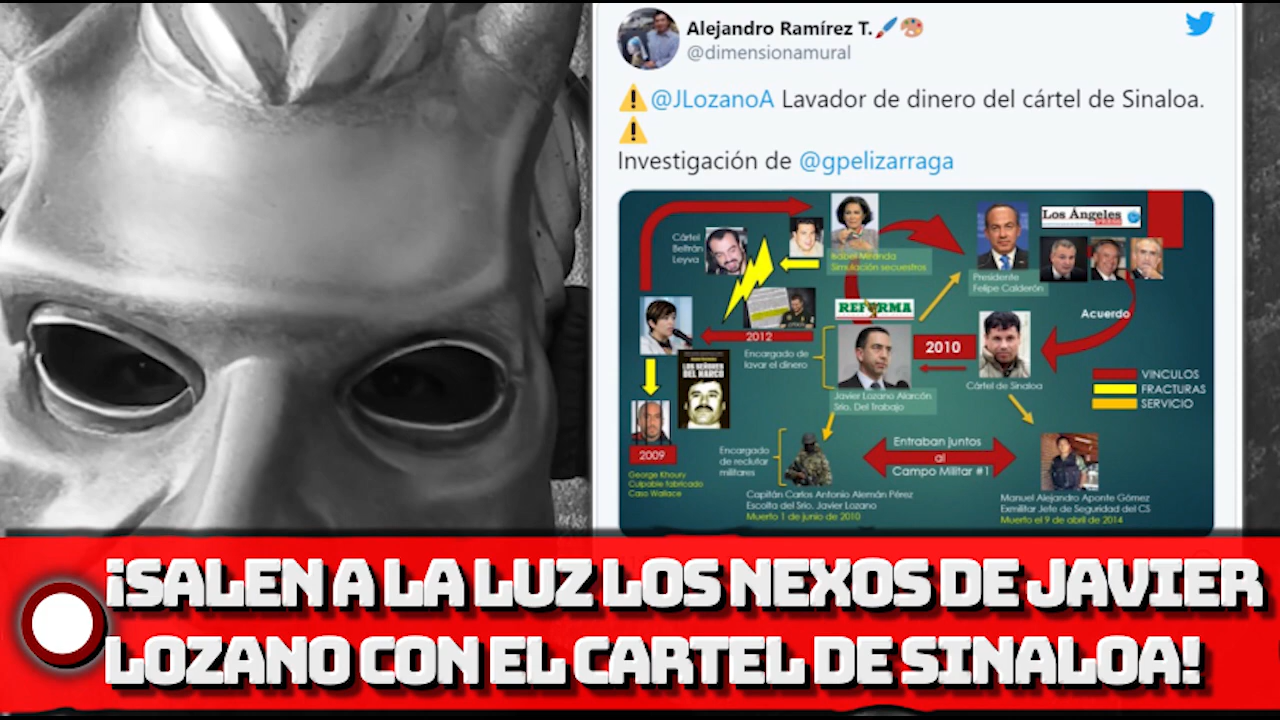 Alejandro Ramírez T.
@dimensionamural
@JLozanoA Lavador de dinero del cártel de Sinaloa.
Investigación de @gpelizarraga
Los Ángeles
PRESS
Cártel
Beltrán
Leyva
Isabel Miranda
Simulación secuestros
Presidente
Felipe Calderón
REFORMA
Acuerdo
2012
2010
Encargado de
lavar el dinero
LOS SEÑORES
DEL NARCO
Cártel de Sinaloa
VINCULOS
FRACTURAS
SERVICIO
Javier Lozano Alarcón
Srio. Del Trabajo
2009
George Khoury
Culpable fabricado
Caso Wallace
Encargado
de reclutar
militares
Entraban juntos
al
Campo Militar #1
Capitán Carlos Antonio Alemán Pérez
Escolta del Srio. Javier Lozano
Muerto 1 de junio de 2010
Manuel Alejandro Aponte Gómez
Exmilitar Jefe de Seguridad del CS
Muerto el 9 de abril de 2014
¡SALEN A LA LUZ LOS NEXOS DE JAVIER
LOZANO CON EL CARTEL DE SINALOA!